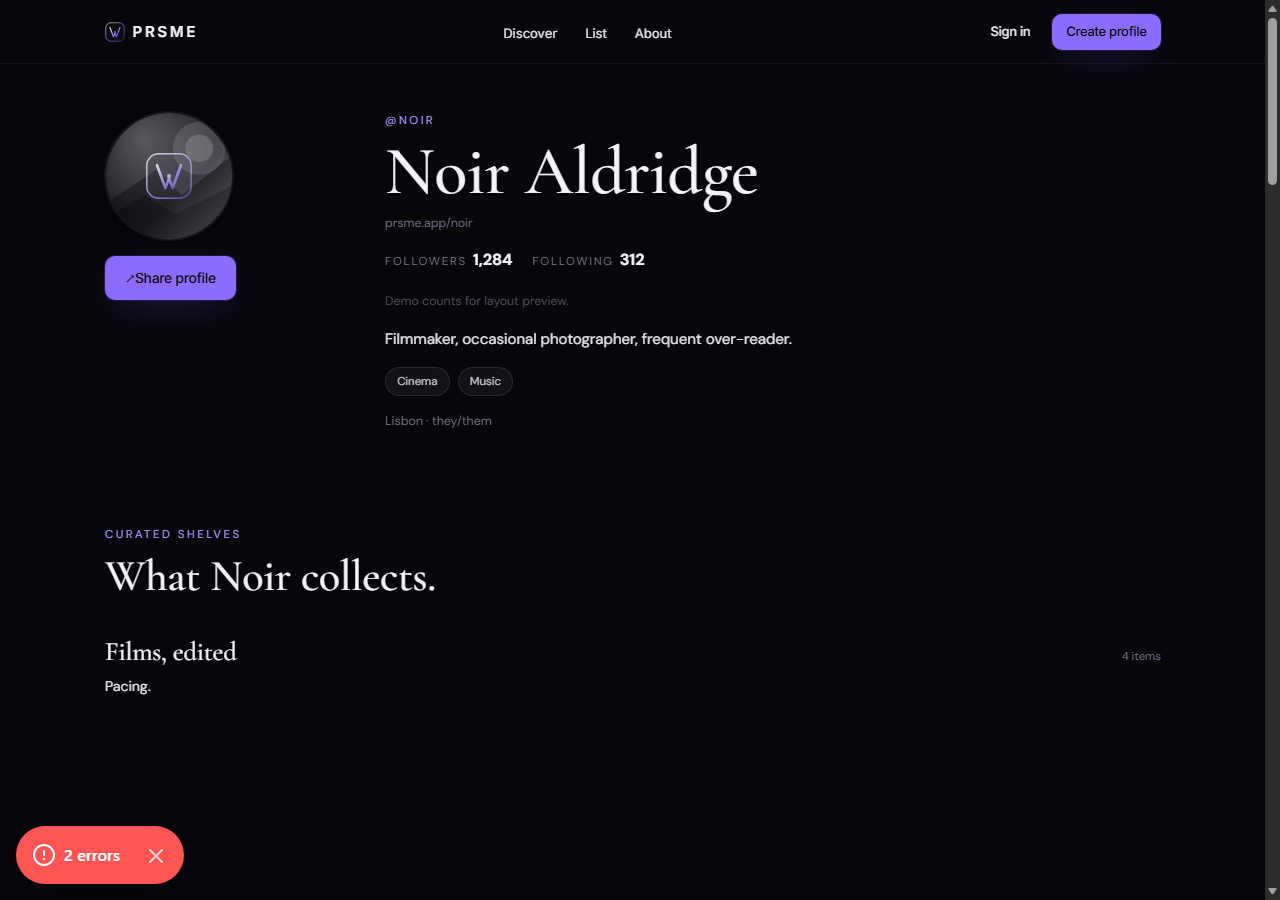 PRSME
Discover List About
Sign in
Create profile
@NOIR
Noir Aldridge
prsme.app/noir
FOLLOWERS 1,284 FOLLOWING 312
Demo counts for layout preview.
Filmmaker, occasional photographer, frequent over-reader.
Cinema Music
Lisbon · they/them
↗Share profile
CURATED SHELVES
What Noir collects.
Films, edited
4 items
Pacing.
2 errors